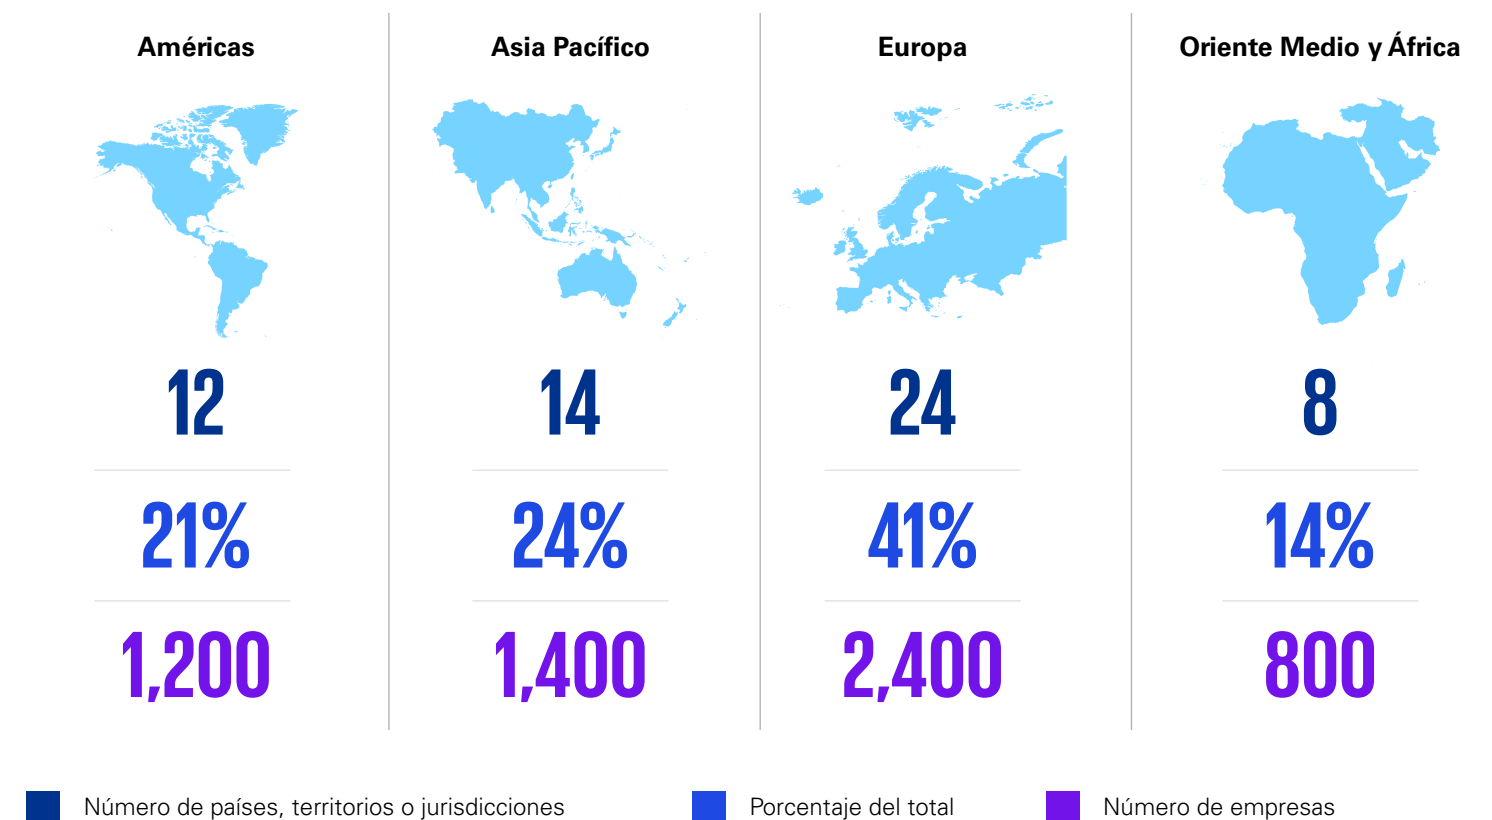 Américas
Asia Pacífico
Europa
Oriente Medio y África
12
14
24
8
21%
24%
41%
14%
1,200
1,400
2,400
800
Número de países, territorios o jurisdicciones
Porcentaje del total
Número de empresas